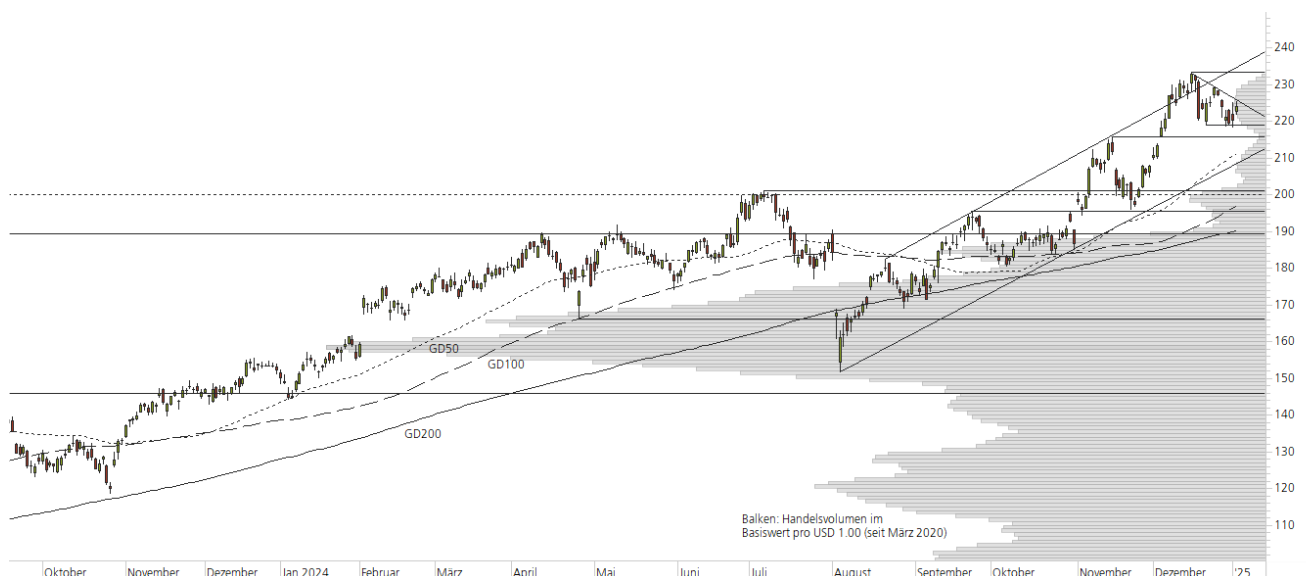 240
230
220
210
200
190
180
170
160
150
140
130
120
110
GD50
GD100
GD200
Balken: Handelsvolumen im
Basiswert pro USD 1.00 (seit März 2020)
Oktober November Dezember Jan 2024 Februar März April Mai Juni Juli August September Oktober November Dezember '25